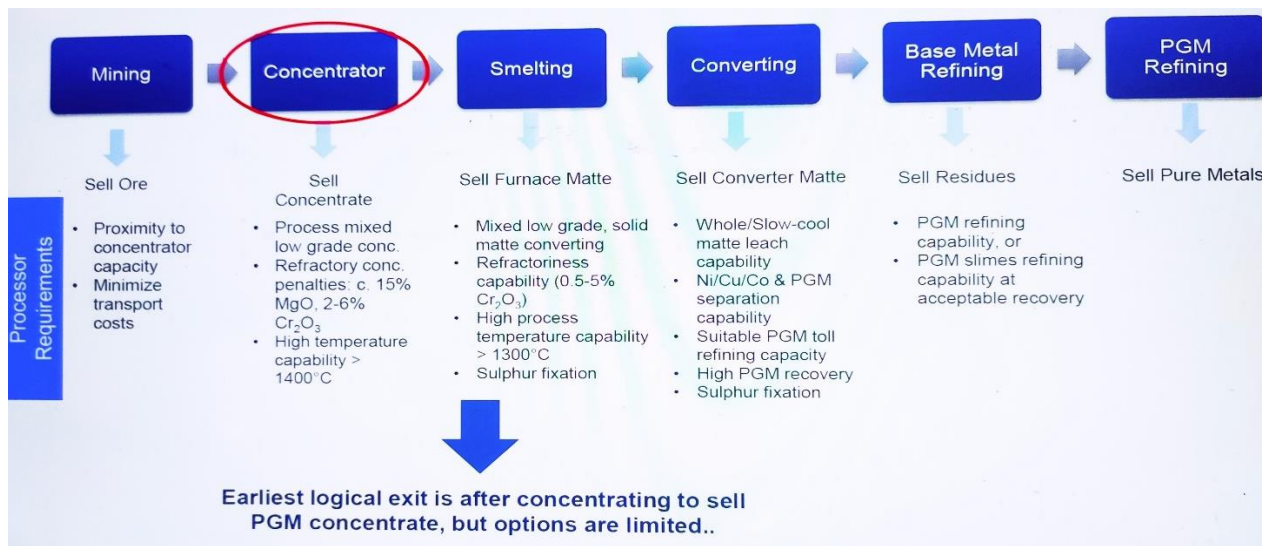 Mining
Concentrator
Smelting
Converting
Base Metal
Refining
PGM
Refining
Processor
Requirements
Sell Ore
• Proximity to
concentrator
capacity
• Minimize
transport
costs
Sell
Concentrate
• Process mixed
low grade conc.
• Refractory conc.
penalties: c. 15%
MgO, 2-6%
Cr₂O₃
• High temperature
capability >
1400°C
Sell Furnace Matte
• Mixed low grade, solid
matte converting
• Refractoriness
capability (0.5-5%
Cr₂O₃)
• High process
temperature capability
> 1300°C
• Sulphur fixation
Sell Converter Matte
• Whole/Slow-cool
matte leach
capability
• Ni/Cu/Co & PGM
separation
capability
• Suitable PGM toll
refining capacity
• High PGM recovery
• Sulphur fixation
Sell Residues
• PGM refining
capability, or
• PGM slimes refining
capability at
acceptable recovery
Sell Pure Metals
Earliest logical exit is after concentrating to sell
PGM concentrate, but options are limited..